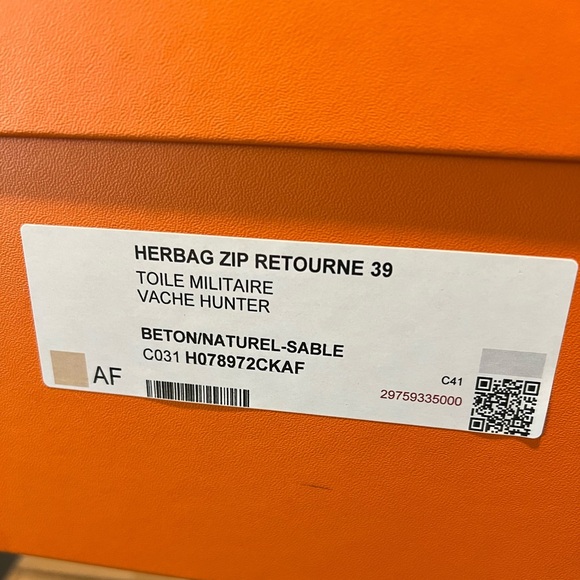 HERBAG ZIP RETOURNE 39
TOILE MILITAIRE
VACHE HUNTER
BETON/NATUREL-SABLE
C031 H078972CKAF
AF
C41
29759335000